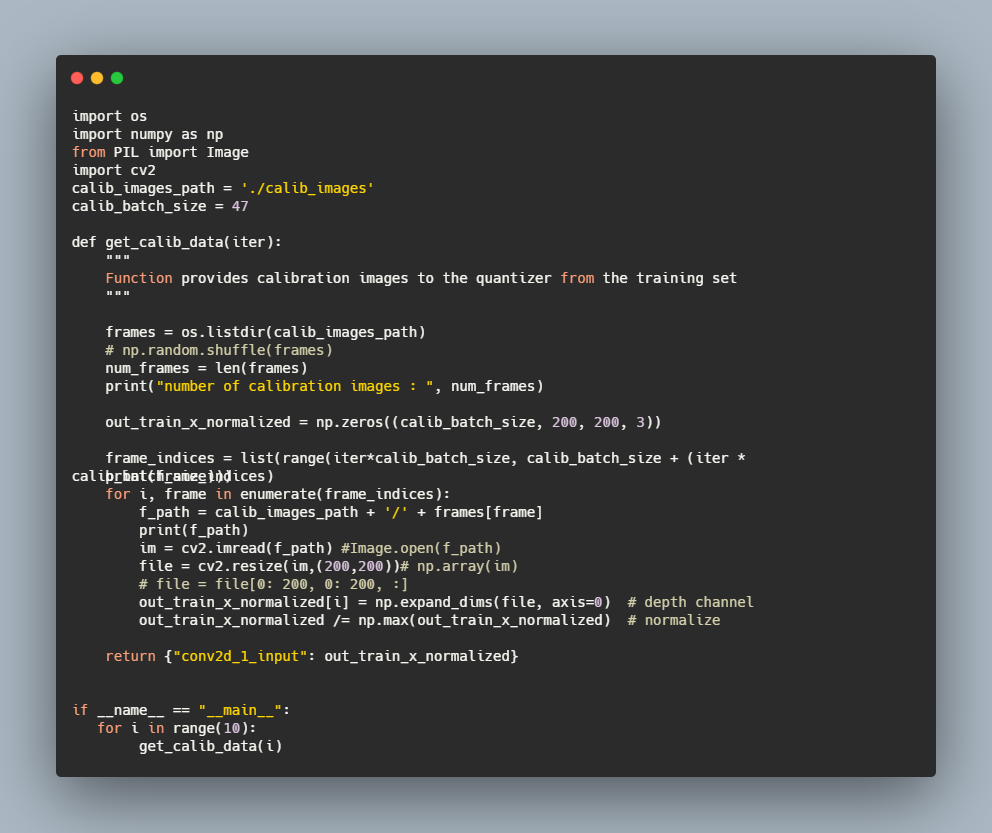 import os
import numpy as np
from PIL import Image
import cv2
calib_images_path = './calib_images'
calib_batch_size = 47
def get_calib_data(iter):
    """
    Function provides calibration images to the quantizer from the training set
    """
    frames = os.listdir(calib_images_path)
    # np.random.shuffle(frames)
    num_frames = len(frames)
    print("number of calibration images : ", num_frames)
    out_train_x_normalized = np.zeros((calib_batch_size, 200, 200, 3))
    frame_indices = list(range(iter*calib_batch_size, calib_batch_size + (iter *
calib_batch_size)))
    print(frame_indices)
    for i, frame in enumerate(frame_indices):
        f_path = calib_images_path + '/' + frames[frame]
        print(f_path)
        im = cv2.imread(f_path) #Image.open(f_path)
        file = cv2.resize(im,(200,200))# np.array(im)
        # file = file[0: 200, 0: 200, :]
        out_train_x_normalized[i] = np.expand_dims(file, axis=0)  # depth channel
        out_train_x_normalized /= np.max(out_train_x_normalized)  # normalize
    return {"conv2d_1_input": out_train_x_normalized}
if __name__ == "__main__":
   for i in range(10):
        get_calib_data(i)